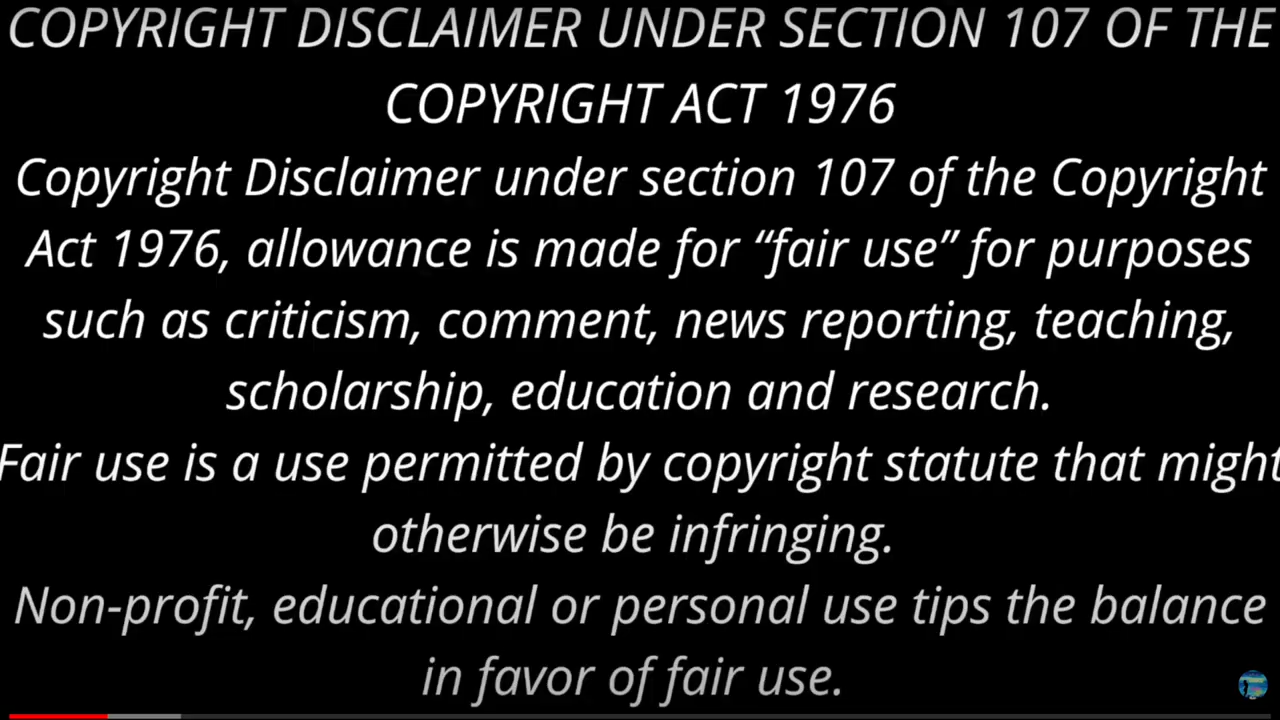 COPYRIGHT DISCLAIMER UNDER SECTION 107 OF THE
COPYRIGHT ACT 1976
Copyright Disclaimer under section 107 of the Copyright
Act 1976, allowance is made for “fair use” for purposes
such as criticism, comment, news reporting, teaching,
scholarship, education and research.
Fair use is a use permitted by copyright statute that might
otherwise be infringing.
Non-profit, educational or personal use tips the balance
in favor of fair use.